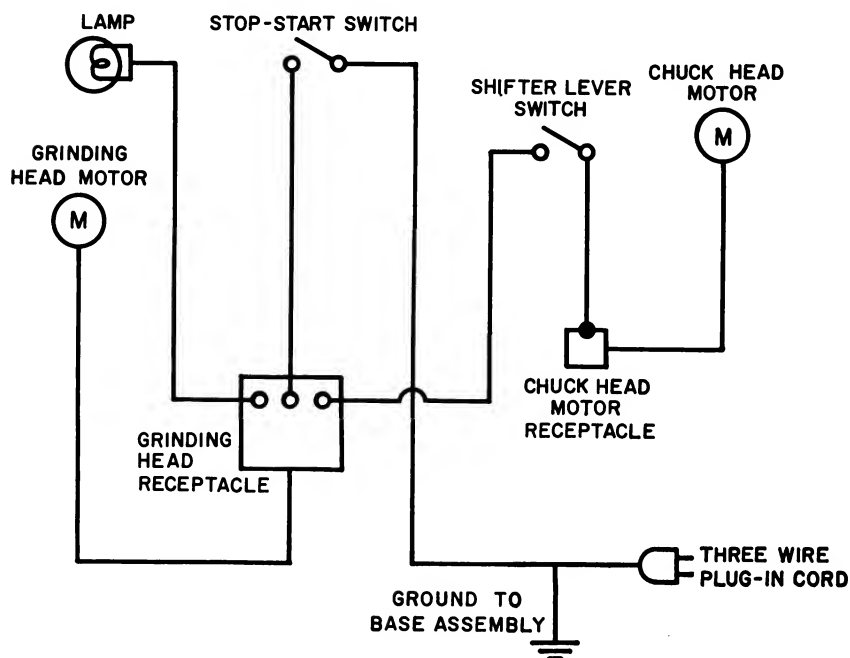 LAMP
STOP-START SWITCH
SHIFTER LEVER
SWITCH
CHUCK HEAD
MOTOR
M
GRINDING
HEAD MOTOR
M
CHUCK HEAD
MOTOR
RECEPTACLE
GRINDING
HEAD
RECEPTACLE
THREE WIRE
PLUG-IN CORD
GROUND TO
BASE ASSEMBLY